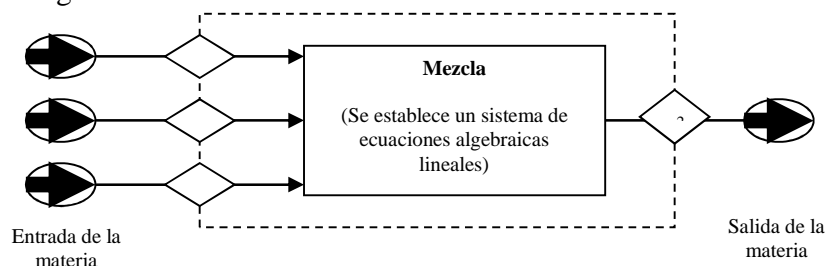 Mezcla
(Se establece un sistema de
ecuaciones algebraicas
lineales)
Entrada de la
materia
Salida de la
materia